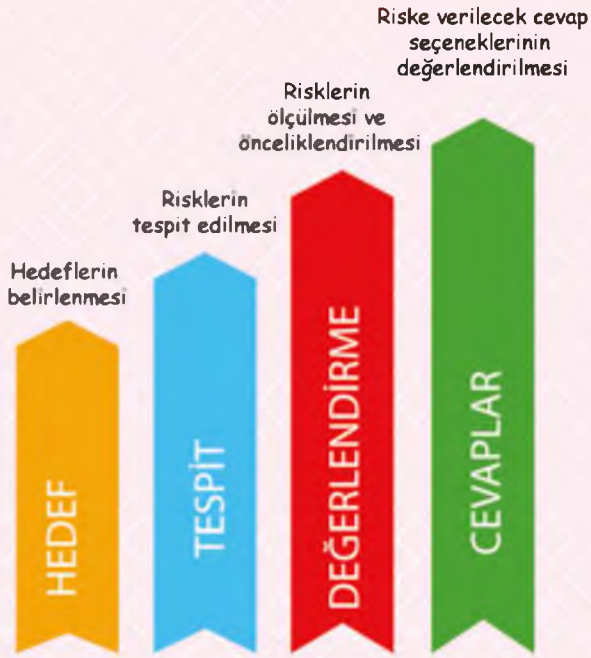 Hedeflerin
belirlenmesi
HEDEF
Risklerin
tespit edilmesi
TESPİT
Risklerin
ölçülmesi ve
önceliklendirilmesi
DEĞERLENDİRME
Riske verilecek cevap
seçeneklerinin
değerlendirilmesi
CEVAPLAR